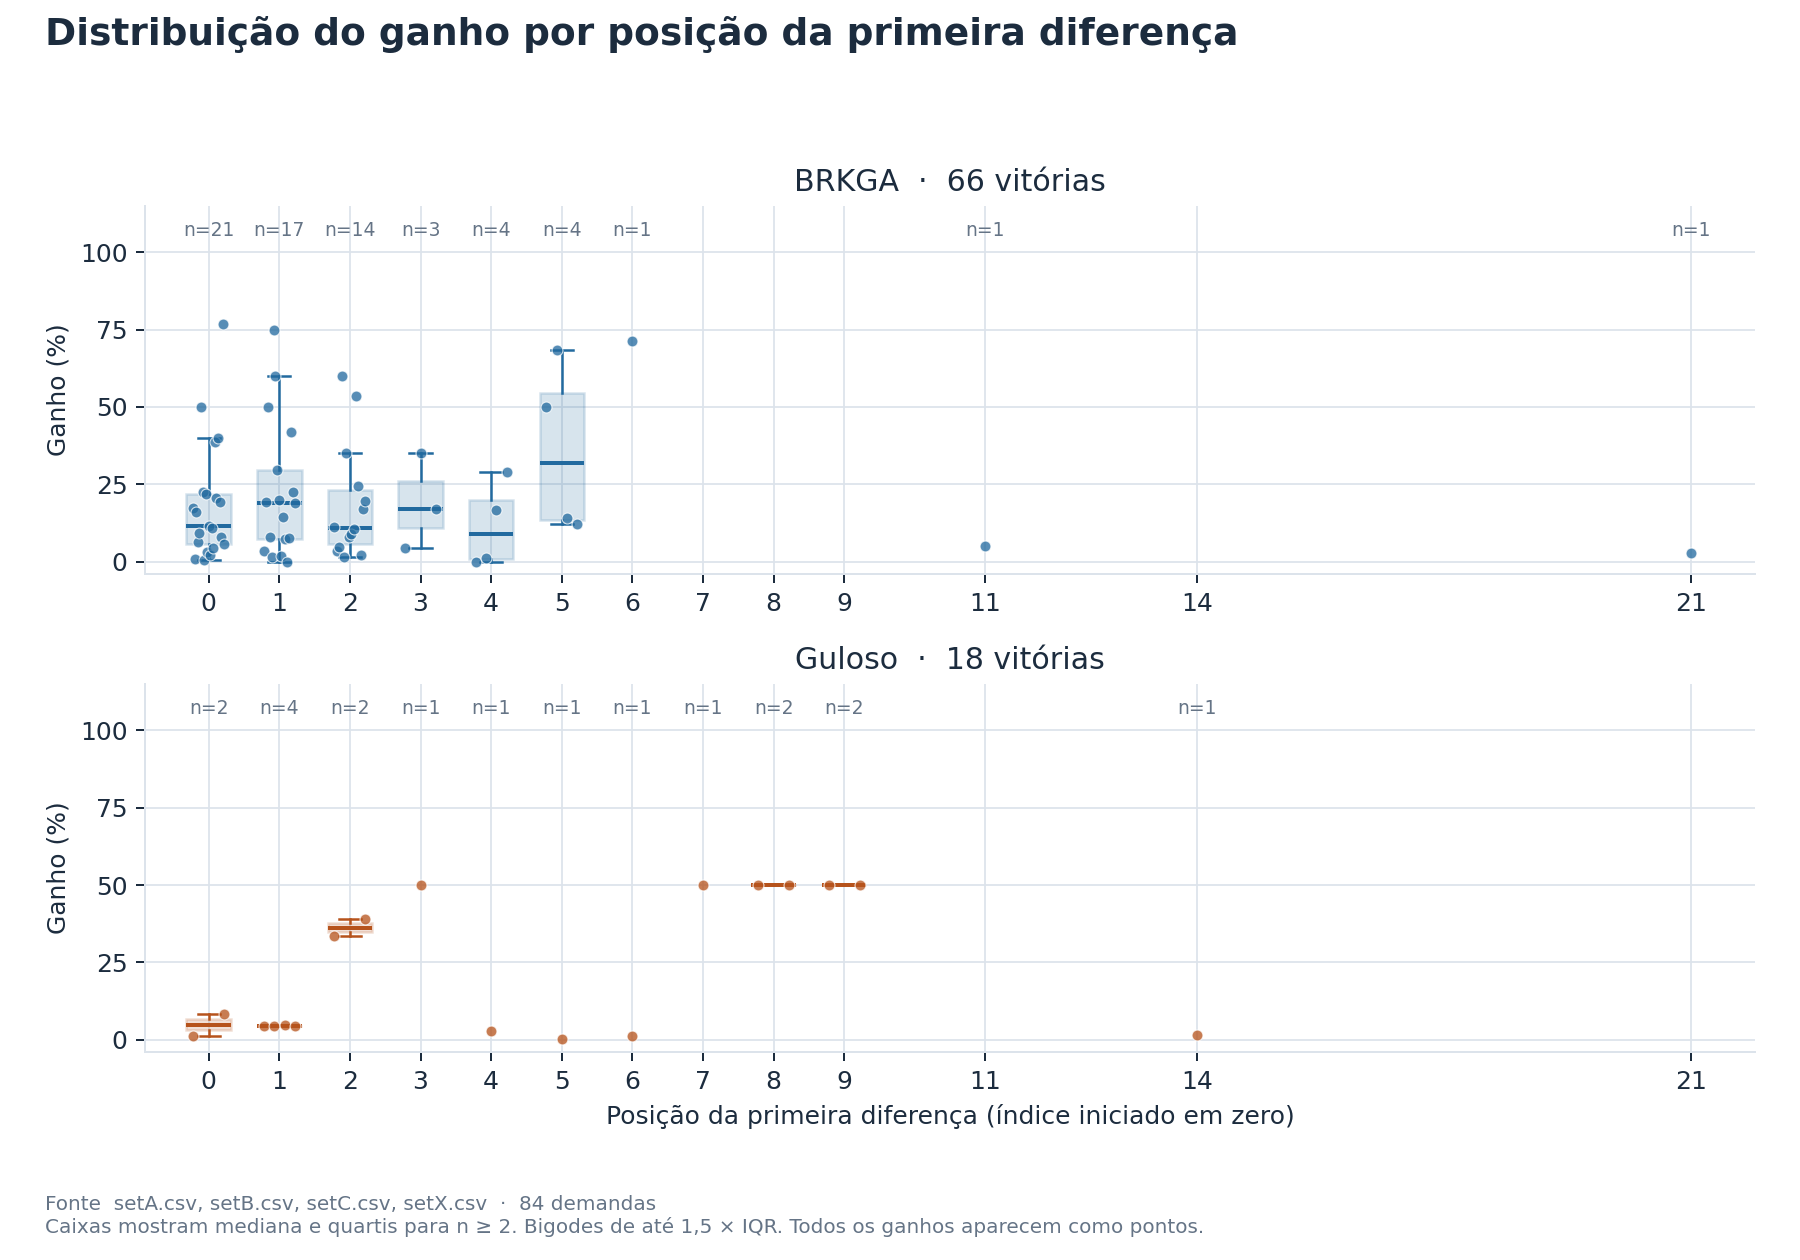 Distribuição do ganho por posição da primeira diferença
BRKGA · 66 vitórias
n=21 n=17 n=14 n=3 n=4 n=4 n=1 n=1 n=1
100
75
50
25
0
Ganho (%)
0 1 2 3 4 5 6 7 8 9 11 14 21
Guloso · 18 vitórias
n=2 n=4 n=2 n=1 n=1 n=1 n=1 n=1 n=2 n=2 n=1
100
75
50
25
0
Ganho (%)
0 1 2 3 4 5 6 7 8 9 11 14 21
Posição da primeira diferença (índice iniciado em zero)
Fonte setA.csv, setB.csv, setC.csv, setX.csv · 84 demandas
Caixas mostram mediana e quartis para n ≥ 2. Bigodes de até 1,5 × IQR. Todos os ganhos aparecem como pontos.